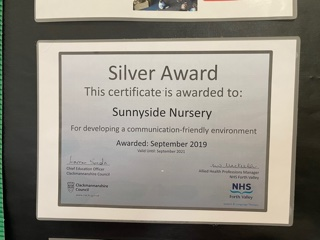 Silver Award
This certificate is awarded to:
Sunnyside Nursery
For developing a communication-friendly environment
Awarded: September 2019
Valid Until: September 2021
Chief Education Officer
Clackmannanshire Council
Allied Health Professions Manager
NHS Forth Valley
Clackmannanshire
Council
NHS
Forth Valley